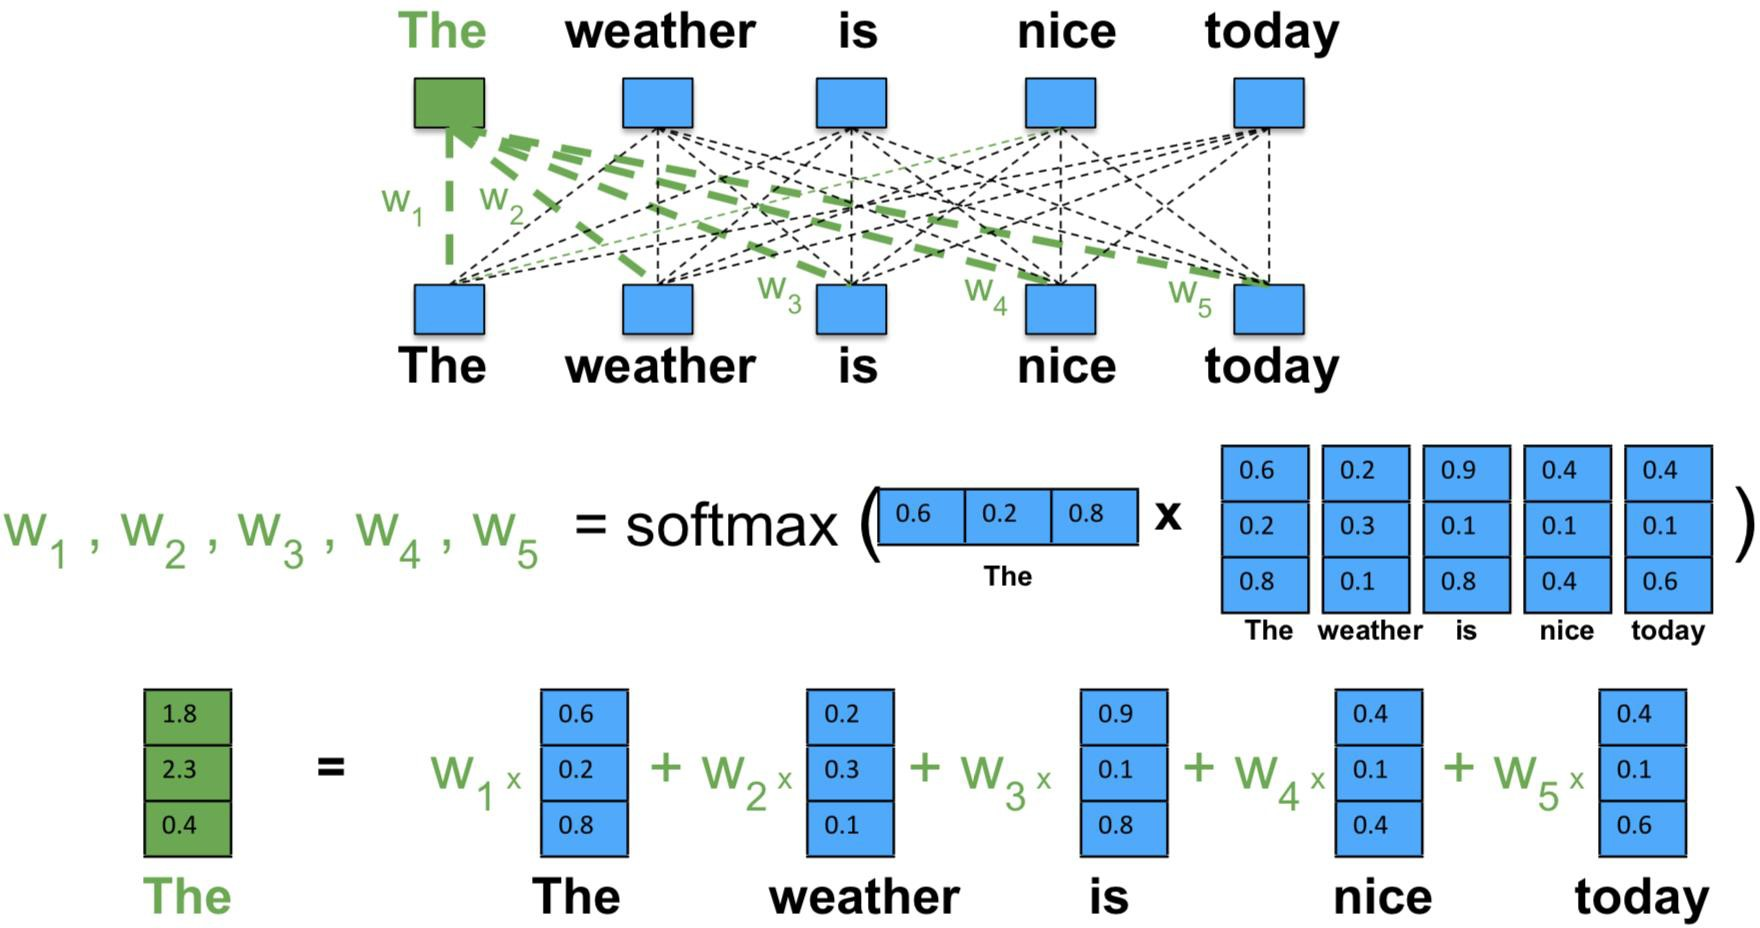 The weather is nice today
w1 w2
w3 w4 w5
The weather is nice today
w1 , w2 , w3 , w4 , w5 = softmax ( 0.6 0.2 0.8 x )
The
0.6 0.2 0.9 0.4 0.4
0.2 0.3 0.1 0.1 0.1
0.8 0.1 0.8 0.4 0.6
The weather is nice today
1.8 0.6 0.2 0.9 0.4 0.4
2.3 = w1 x 0.2 + w2 x 0.3 + w3 x 0.1 + w4 x 0.1 + w5 x 0.1
0.4 0.8 0.1 0.8 0.4 0.6
The The weather is nice today